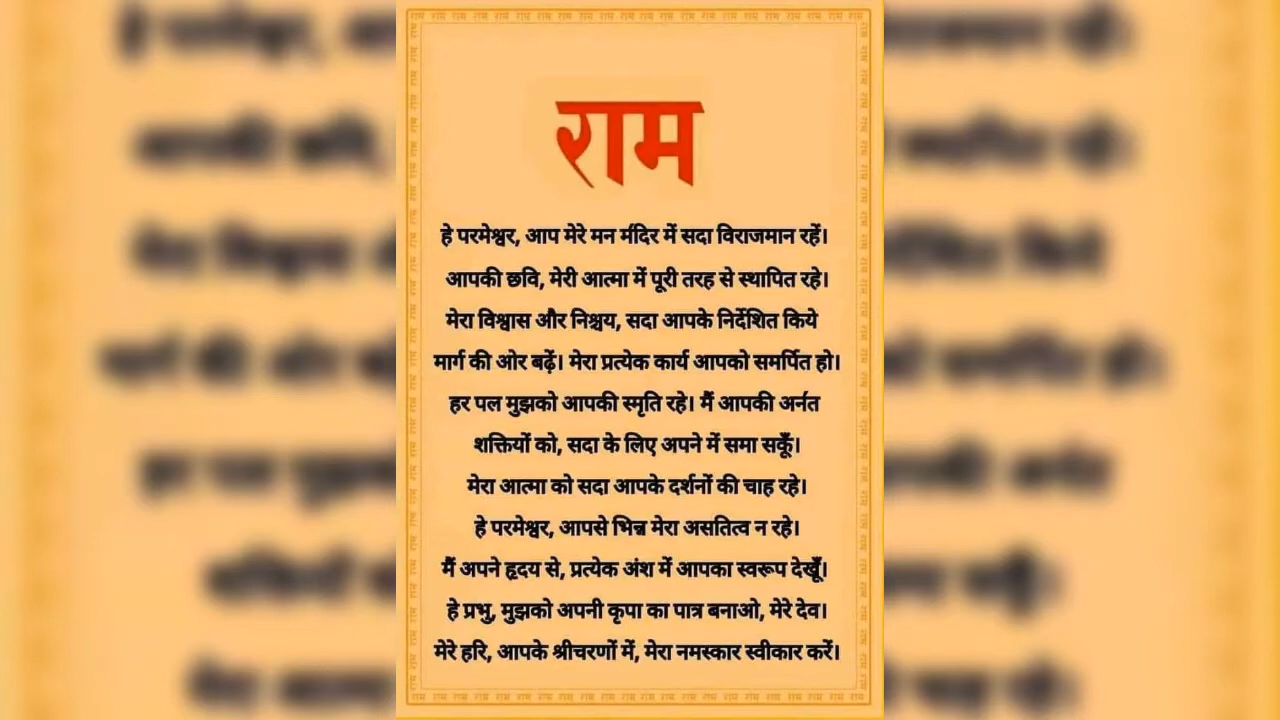 राम
हे परमेश्वर, आप मेरे मन मंदिर में सदा विराजमान रहें।
आपकी छवि, मेरी आत्मा में पूरी तरह से स्थापित रहे।
मेरा विश्वास और निश्चय, सदा आपके निर्देशित किये
मार्ग की ओर बढ़ें। मेरा प्रत्येक कार्य आपको समर्पित हो।
हर पल मुझको आपकी स्मृति रहे। मैं आपकी अनंत
शक्तियों को, सदा के लिए अपने में समा सकूँ।
मेरा आत्मा को सदा आपके दर्शनों की चाह रहे।
हे परमेश्वर, आपसे भिन्न मेरा असतित्व न रहे।
मैं अपने हृदय से, प्रत्येक अंश में आपका स्वरूप देखूँ।
हे प्रभु, मुझको अपनी कृपा का पात्र बनाओ, मेरे देव।
मेरे हरि, आपके श्रीचरणों में, मेरा नमस्कार स्वीकार करें।